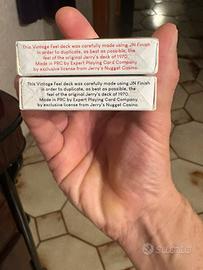 This Vintage Feel deck was carefully made using JN Finish
in order to duplicate, as best as possible, the
feel of the original Jerry's deck of 1970.
Made in PRC by Expert Playing Card Company
by exclusive license from Jerry's Nugget Casino.
This Vintage Feel deck was carefully made using JN Finish
in order to duplicate, as best as possible, the
feel of the original Jerry's deck of 1970.
Made in PRC by Expert Playing Card Company
by exclusive license from Jerry's Nugget Casino.
Subito